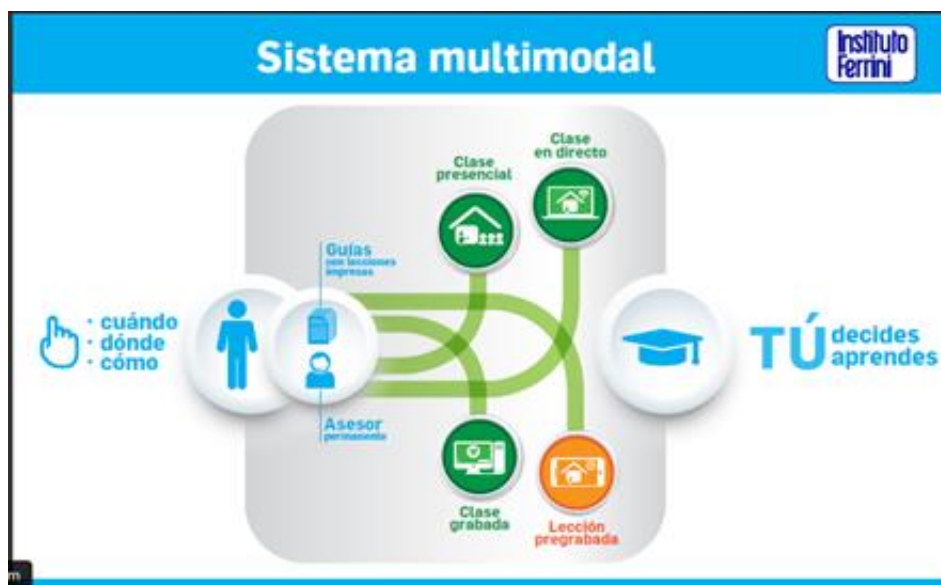 Sistema multimodal
Instituto
Ferrini
Clase
presencial
Clase
en directo
Guías
con lecciones
impresas
· cuándo
· dónde
· cómo
TÚ decides
aprendes
Asesor
permanente
Clase
grabada
Lección
pregrabada
m